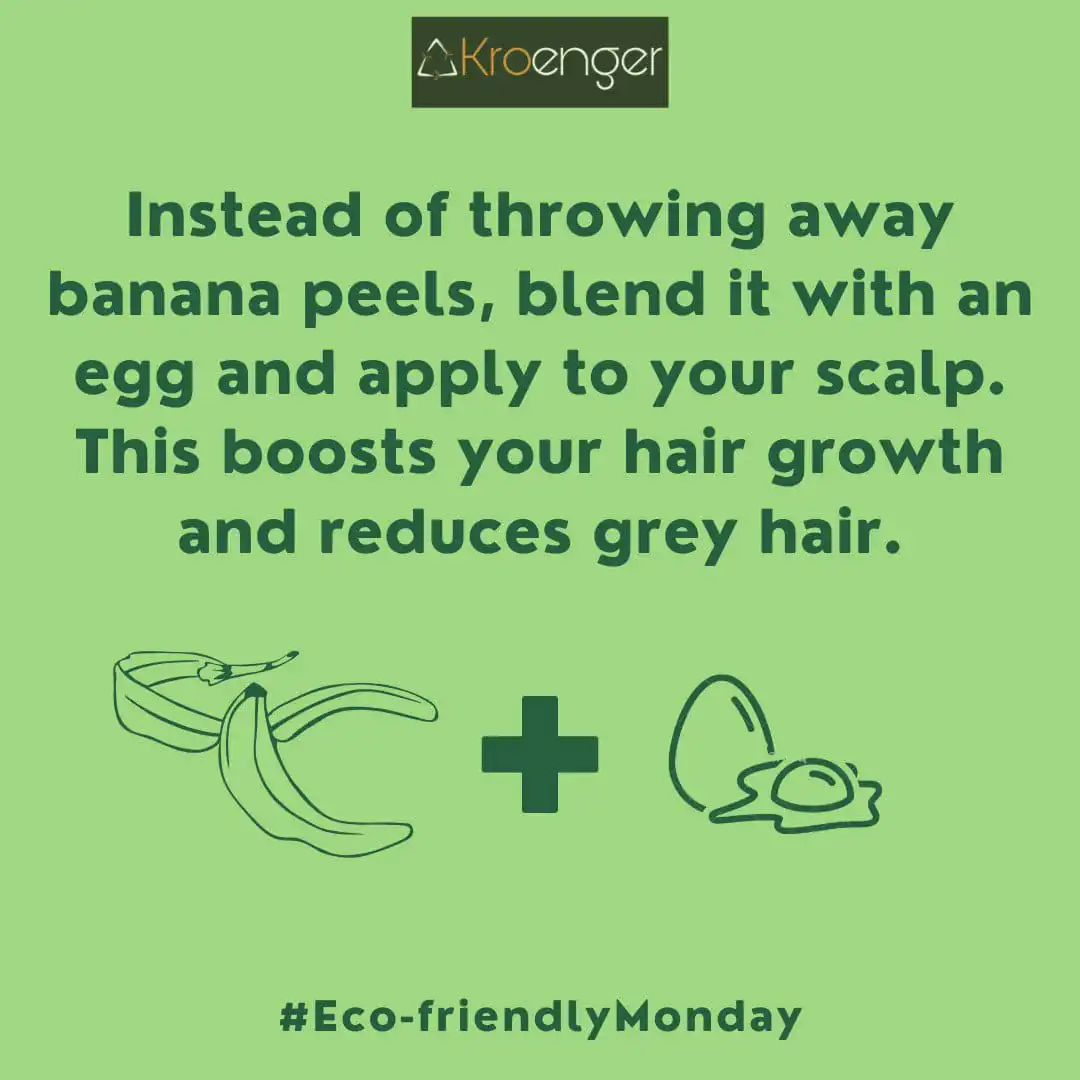 Kroenger
Instead of throwing away
banana peels, blend it with an
egg and apply to your scalp.
This boosts your hair growth
and reduces grey hair.
#Eco-friendlyMonday